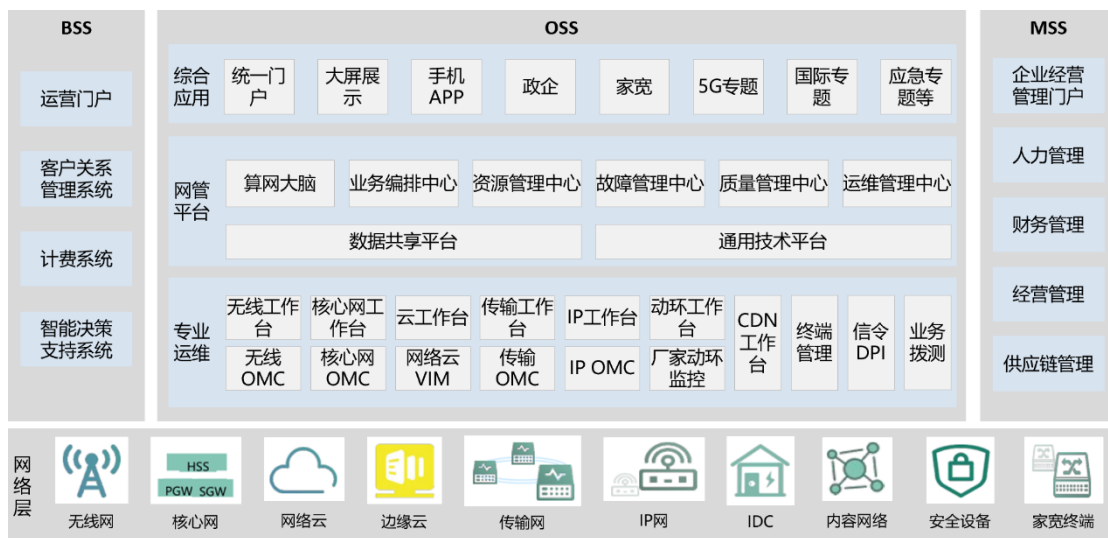 BSS
运营门户
客户关系
管理系统
计费系统
智能决策
支持系统
OSS
综合
应用
统一门
户
大屏展
示
手机
APP
政企
家宽
5G专题
国际专
题
应急专
题等
网管
平台
算网大脑
业务编排中心
资源管理中心
故障管理中心
质量管理中心
运维管理中心
数据共享平台
通用技术平台
专业
运维
无线工作
台
核心网工
作台
云工作台
传输工作
台
IP工作台
动环工作
台
无线
OMC
核心网
OMC
网络云
VIM
传输
OMC
IP OMC
厂家动环
监控
CDN
工作
台
终端
管理
信令
DPI
业务
拨测
MSS
企业经营
管理门户
人力管理
财务管理
经营管理
供应链管理
网
络
层
HSS
PGW SGW
无线网
核心网
网络云
边缘云
传输网
IP网
IDC
内容网络
安全设备
家宽终端